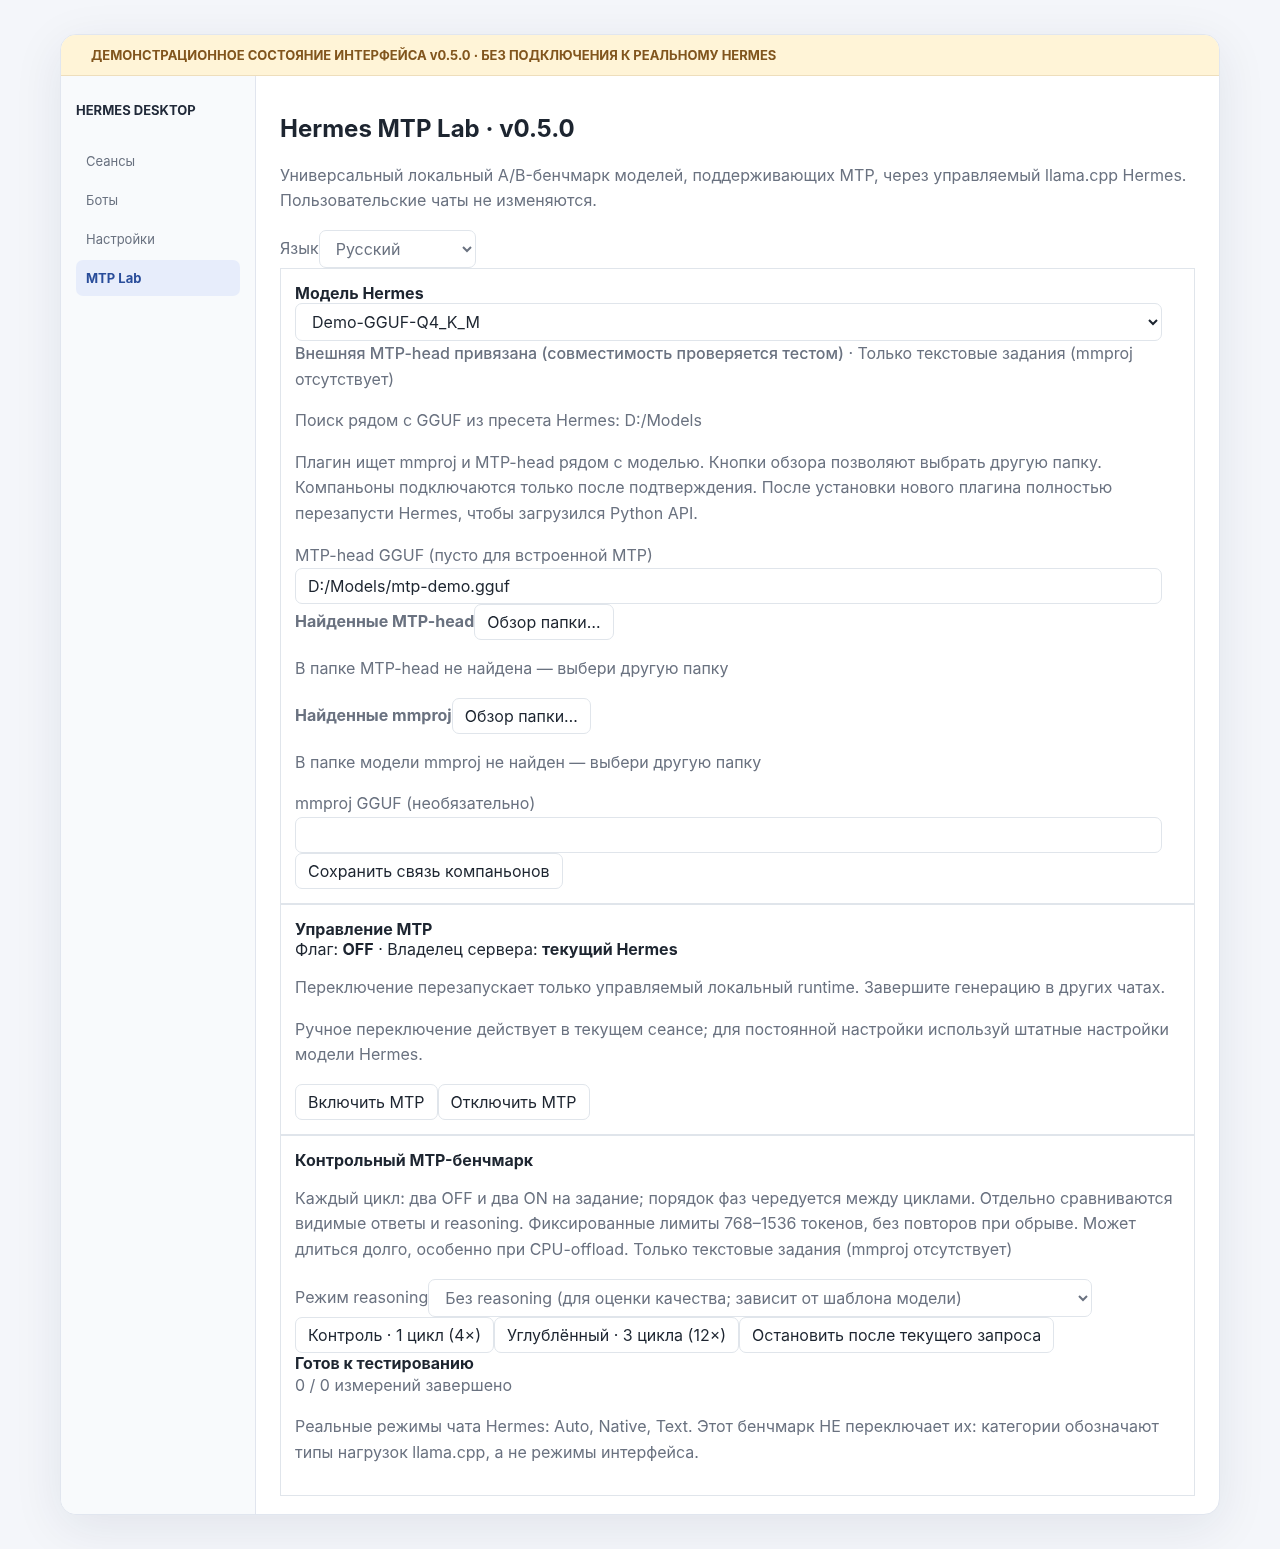 ДЕМОНСТРАЦИОННОЕ СОСТОЯНИЕ ИНТЕРФЕЙСА v0.5.0 · БЕЗ ПОДКЛЮЧЕНИЯ К РЕАЛЬНОМУ HERMES
HERMES DESKTOP
Сеансы
Боты
Настройки
MTP Lab
Hermes MTP Lab · v0.5.0
Универсальный локальный A/B-бенчмарк моделей, поддерживающих MTP, через управляемый llama.cpp Hermes.
Пользовательские чаты не изменяются.
Язык Русский
Модель Hermes
Demo-GGUF-Q4_K_M
Внешняя MTP-head привязана (совместимость проверяется тестом) · Только текстовые задания (mmproj
отсутствует)
Поиск рядом с GGUF из пресета Hermes: D:/Models
Плагин ищет mmproj и MTP-head рядом с моделью. Кнопки обзора позволяют выбрать другую папку.
Компаньоны подключаются только после подтверждения. После установки нового плагина полностью
перезапусти Hermes, чтобы загрузился Python API.
MTP-head GGUF (пусто для встроенной MTP)
D:/Models/mtp-demo.gguf
Найденные MTP-head Обзор папки…
В папке MTP-head не найдена — выбери другую папку
Найденные mmproj Обзор папки…
В папке модели mmproj не найден — выбери другую папку
mmproj GGUF (необязательно)
Сохранить связь компаньонов
Управление MTP
Флаг: OFF · Владелец сервера: текущий Hermes
Переключение перезапускает только управляемый локальный runtime. Завершите генерацию в других чатах.
Ручное переключение действует в текущем сеансе; для постоянной настройки используй штатные настройки
модели Hermes.
Включить MTP Отключить MTP
Контрольный MTP-бенчмарк
Каждый цикл: два OFF и два ON на задание; порядок фаз чередуется между циклами. Отдельно сравниваются
видимые ответы и reasoning. Фиксированные лимиты 768–1536 токенов, без повторов при обрыве. Может
длиться долго, особенно при CPU-offload. Только текстовые задания (mmproj отсутствует)
Режим reasoning Без reasoning (для оценки качества; зависит от шаблона модели)
Контроль · 1 цикл (4×) Углублённый · 3 цикла (12×) Остановить после текущего запроса
Готов к тестированию
0 / 0 измерений завершено
Реальные режимы чата Hermes: Auto, Native, Text. Этот бенчмарк НЕ переключает их: категории обозначают
типы нагрузок llama.cpp, а не режимы интерфейса.